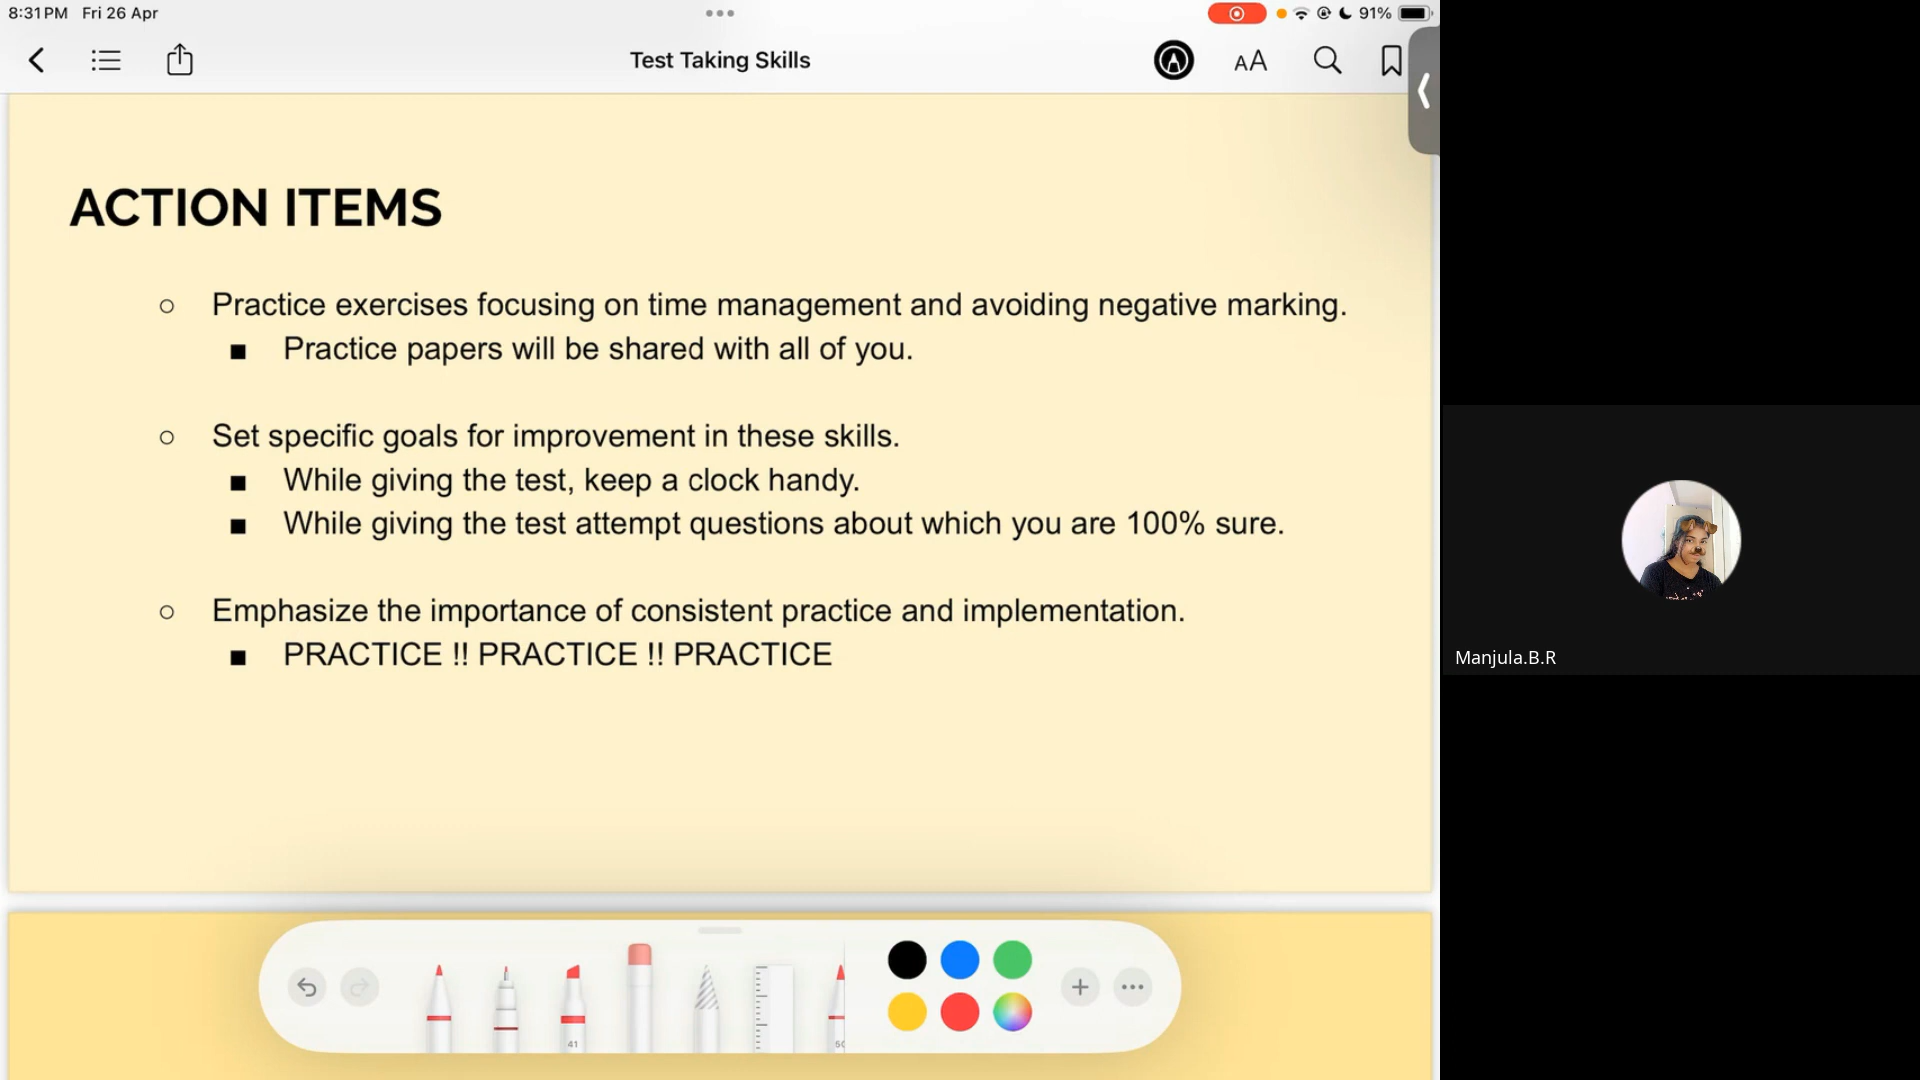 8:31 PM Fri 26 Apr
91%
Test Taking Skills
AA
ACTION ITEMS
Practice exercises focusing on time management and avoiding negative marking.
Practice papers will be shared with all of you.
Set specific goals for improvement in these skills.
While giving the test, keep a clock handy.
While giving the test attempt questions about which you are 100% sure.
Emphasize the importance of consistent practice and implementation.
PRACTICE !! PRACTICE !! PRACTICE
Manjula.B.R
41